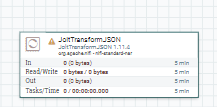 JoltTransformJSON
JoltTransformJSON 1.11.4
org.apache.nifi - nifi-standard-nar
In 0 (0 bytes) 5 min
Read/Write 0 bytes / 0 bytes 5 min
Out 0 (0 bytes) 5 min
Tasks/Time 0 / 00:00:00.000 5 min